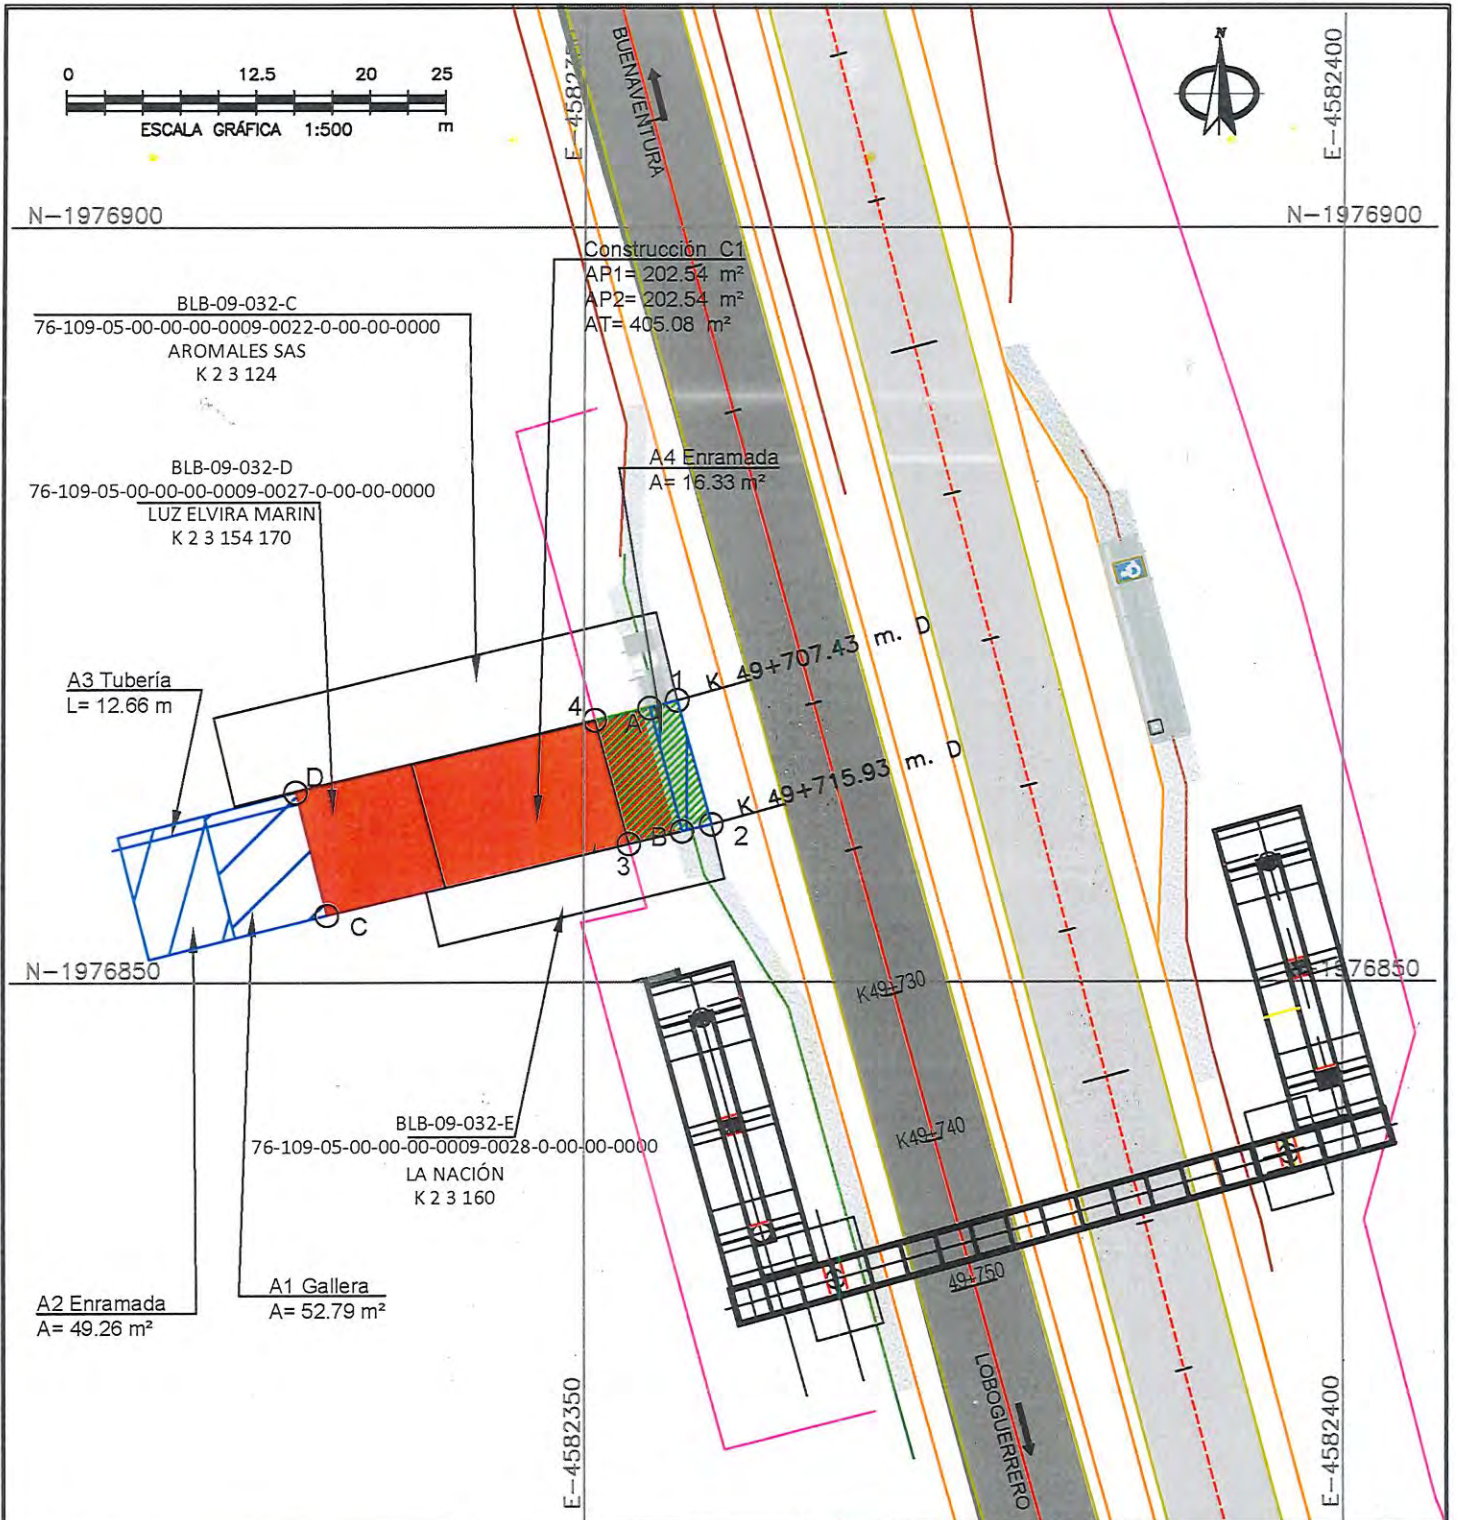 0 12.5 20 25
ESCALA GRÁFICA 1:500 m
N
BUENAVENTURA
E-4582400
N-1976900
N-1976900
Construcción C1
AP1= 202.54 m²
AP2= 202.54 m²
AT= 405.08 m²
BLB-09-032-C
76-109-05-00-00-00-0009-0022-0-00-00-0000
AROMALES SAS
K 2 3 124
A4 Enramada
A= 16.33 m²
BLB-09-032-D
76-109-05-00-00-00-0009-0027-0-00-00-0000
LUZ ELVIRA MARIN
K 2 3 154 170
K 49+707.43 m. D
A3 Tubería
L= 12.66 m
4
A
1
D
K 49+715.93 m. D
3
B
2
C
N-1976850
1976850
K49+730
BLB-09-032-E
76-109-05-00-00-00-0009-0028-0-00-00-0000
LA NACIÓN
K 2 3 160
K49+740
49+750
A2 Enramada
A= 49.26 m²
A1 Gallera
A= 52.79 m²
E-4582350
LOBOGUERRERO
E-4582400